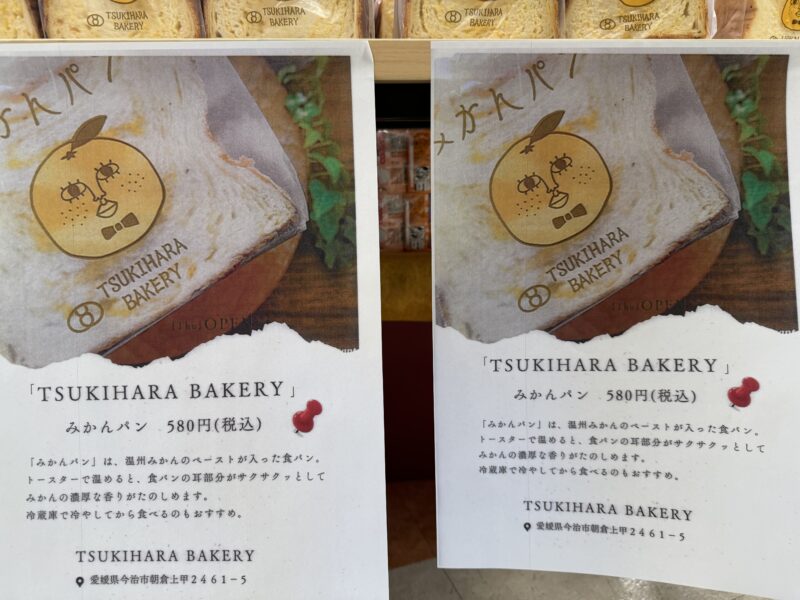 TSUKIHARA
BAKERY
TSUKIHARA
BAKERY
TSUKIHARA
BAKERY
TSUKIHARA
BAKERY
かんパン
TSUKIHARA
BAKERY
OPEN
「TSUKIHARA BAKERY」
みかんパン 580円(税込)
「みかんパン」は、温州みかんのペーストが入った食パン。
トースターで温めると、食パンの耳部分がサクサクッとして
みかんの濃厚な香りがたのしめます。
冷蔵庫で冷やしてから食べるのもおすすめ。
TSUKIHARA BAKERY
愛媛県今治市朝倉上甲2461-5
かんパン
TSUKIHARA
BAKERY
OPEN
「TSUKIHARA BAKERY」
みかんパン 580円(税込)
「みかんパン」は、温州みかんのペーストが入った食パン。
トースターで温めると、食パンの耳部分がサクサクッとして
みかんの濃厚な香りがたのしめます。
冷蔵庫で冷やしてから食べるのもおすすめ。
TSUKIHARA BAKERY
愛媛県今治市朝倉上甲2461-5